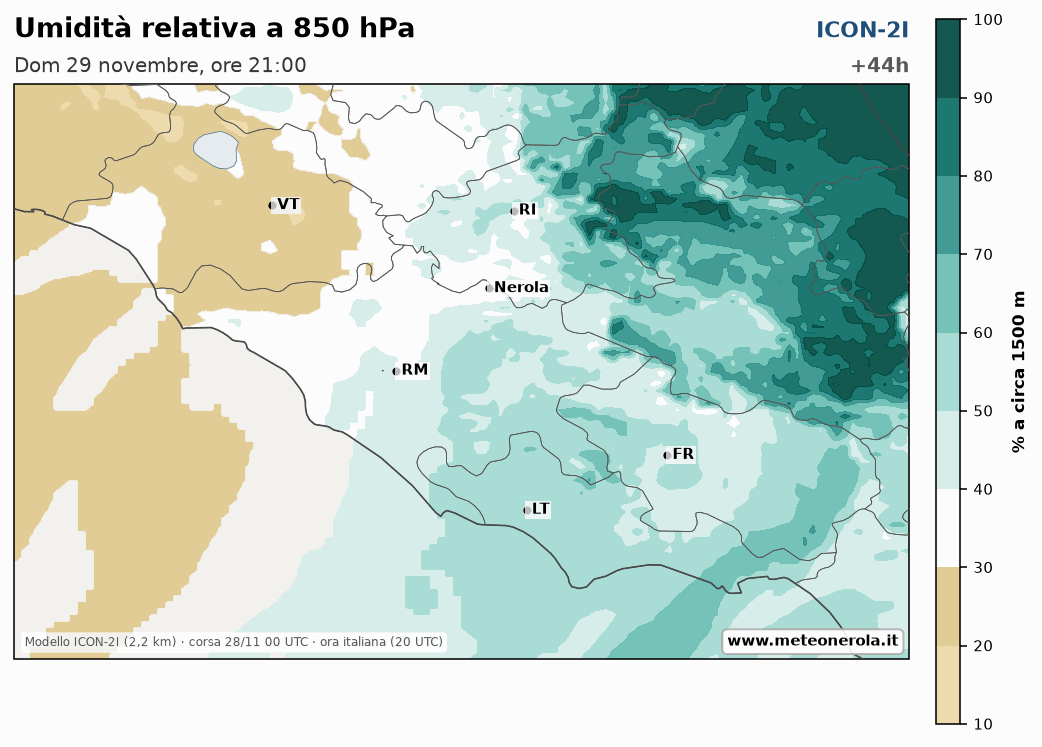 Umidità relativa a 850 hPa
ICON-2I
Dom 29 novembre, ore 21:00
+44h
VT
RI
Nerola
RM
FR
LT
Modello ICON-2I (2,2 km) · corsa 28/11 00 UTC · ora italiana (20 UTC)
www.meteonerola.it
100
90
80
70
60
50
40
30
20
10
% a circa 1500 m